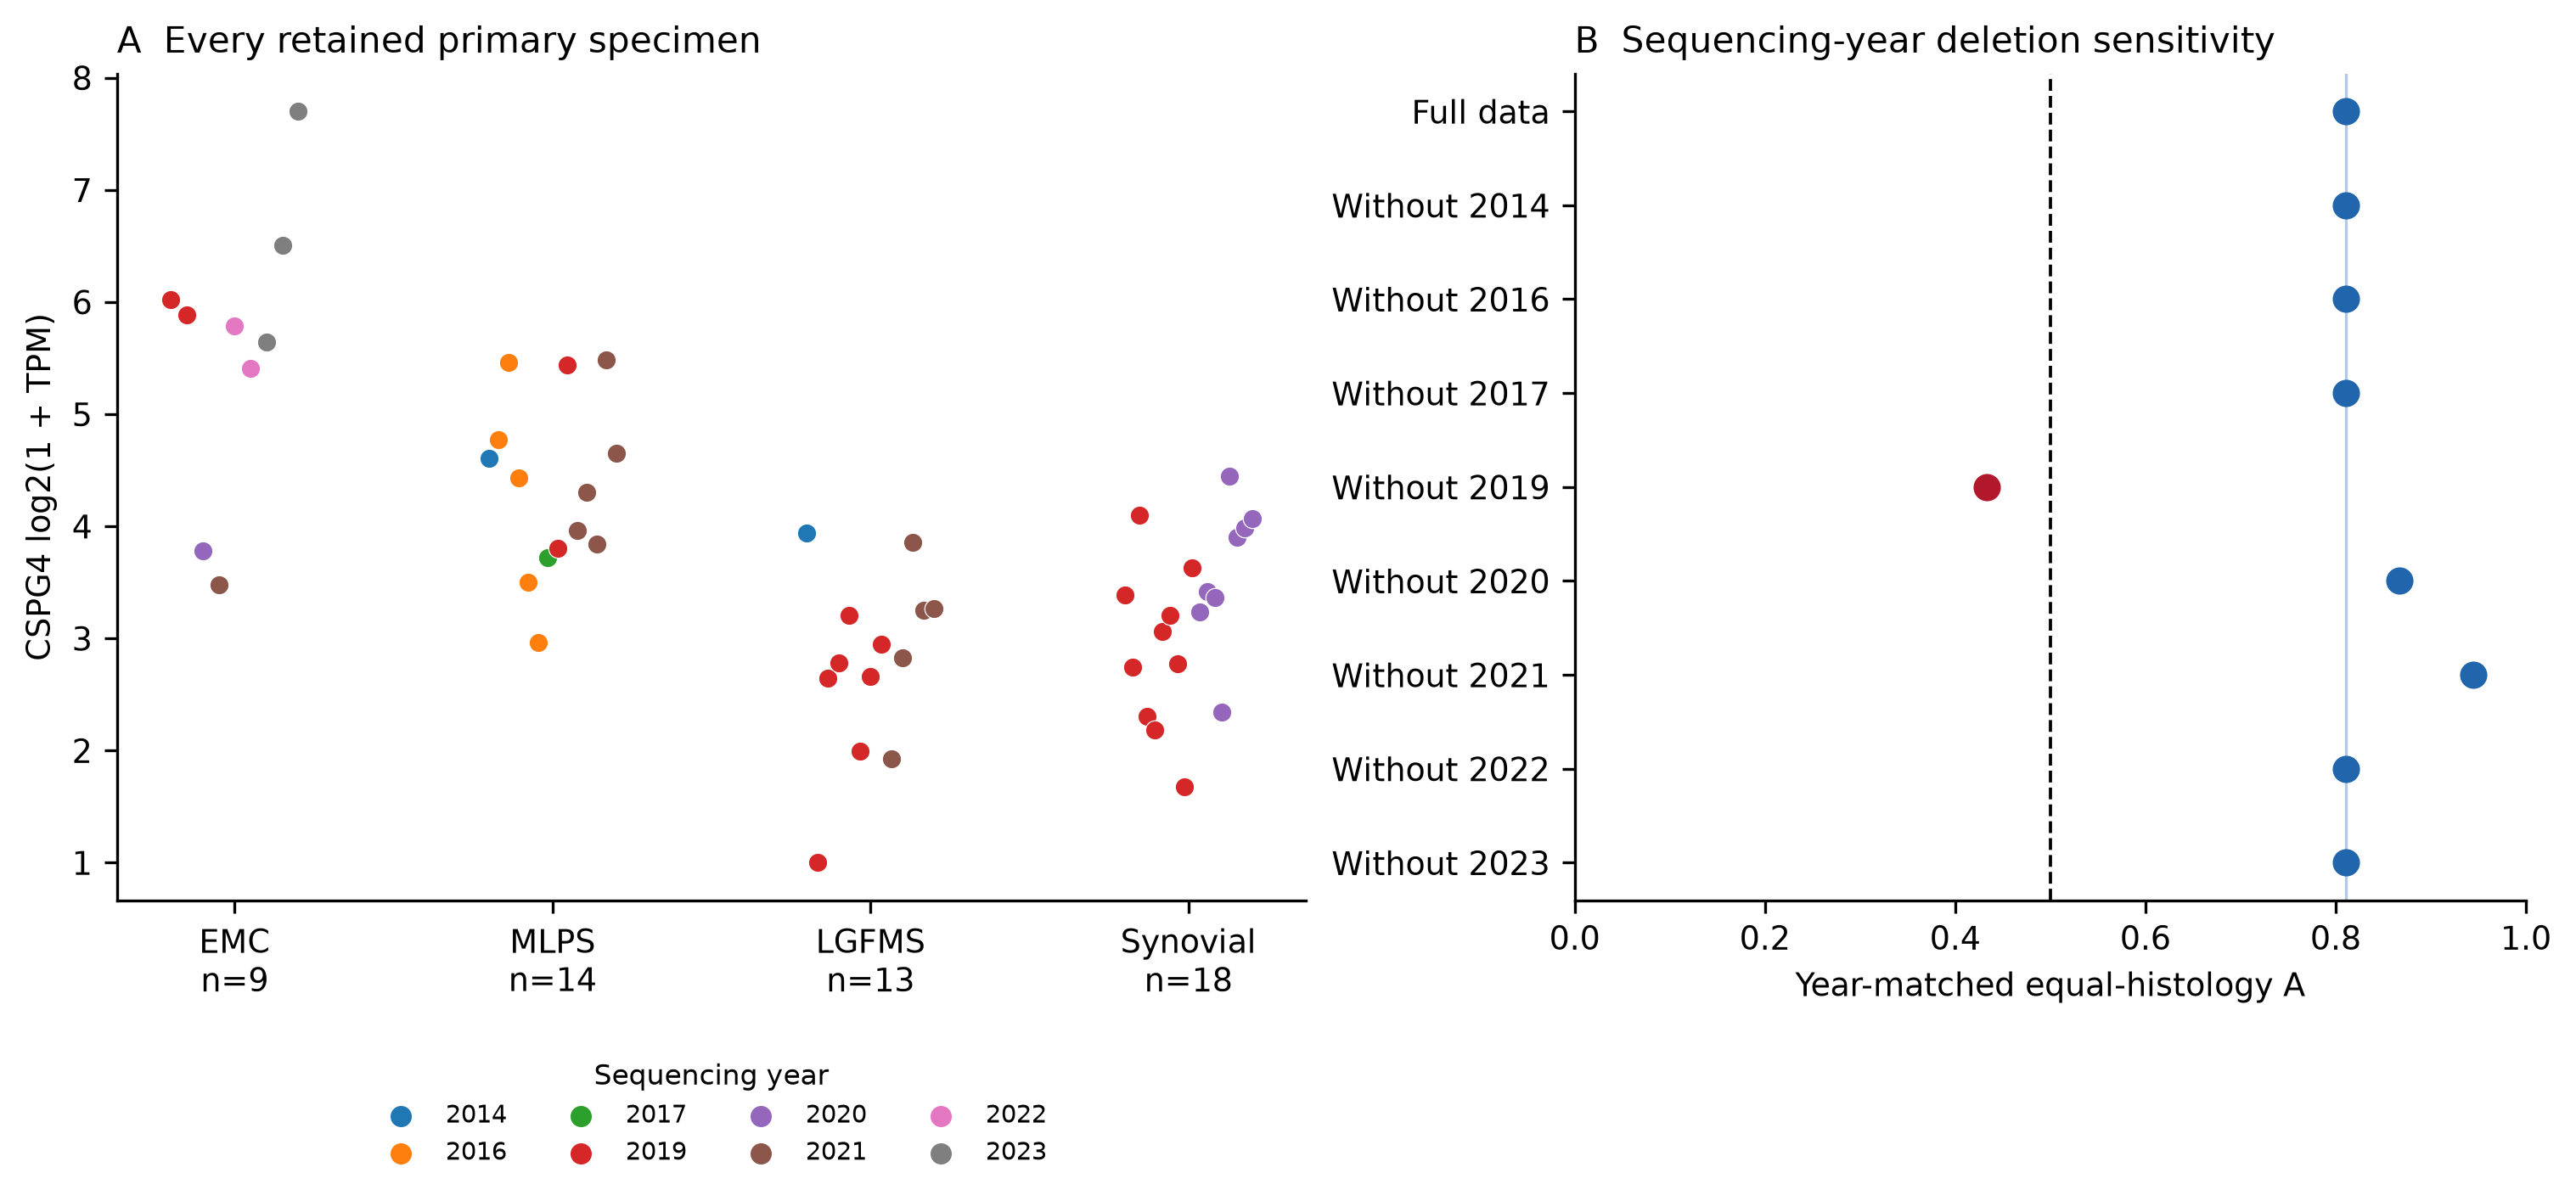 A  Every retained primary specimen
CSPG4 log2(1 + TPM)
8
7
6
5
4
3
2
1
EMC
n=9
MLPS
n=14
LGFMS
n=13
Synovial
n=18
Sequencing year
2014
2016
2017
2019
2020
2021
2022
2023
B  Sequencing-year deletion sensitivity
Full data
Without 2014
Without 2016
Without 2017
Without 2019
Without 2020
Without 2021
Without 2022
Without 2023
0.0
0.2
0.4
0.6
0.8
1.0
Year-matched equal-histology A